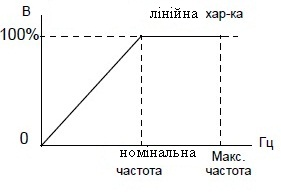 В
лінійна хар-ка
100%
0
Гц
номінальна
частота
Макс.
частота